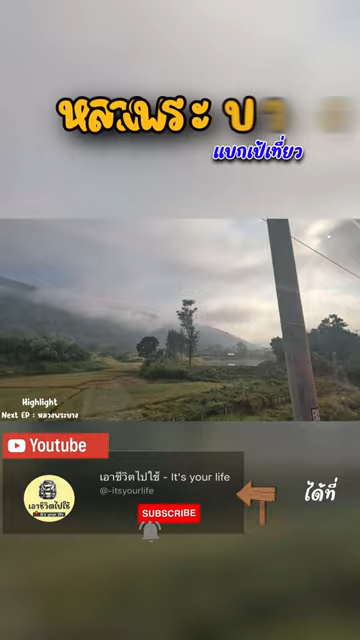 หลวงพระ บ
แบกเป้เที่ยว
Highlight
Next EP : หลวงพระบาง
Youtube
เอาชีวิตไปใช้ - It's your life
@-itsyourlife
เอาชีวิตไปใช้
ได้ที่
SUBSCRIBE